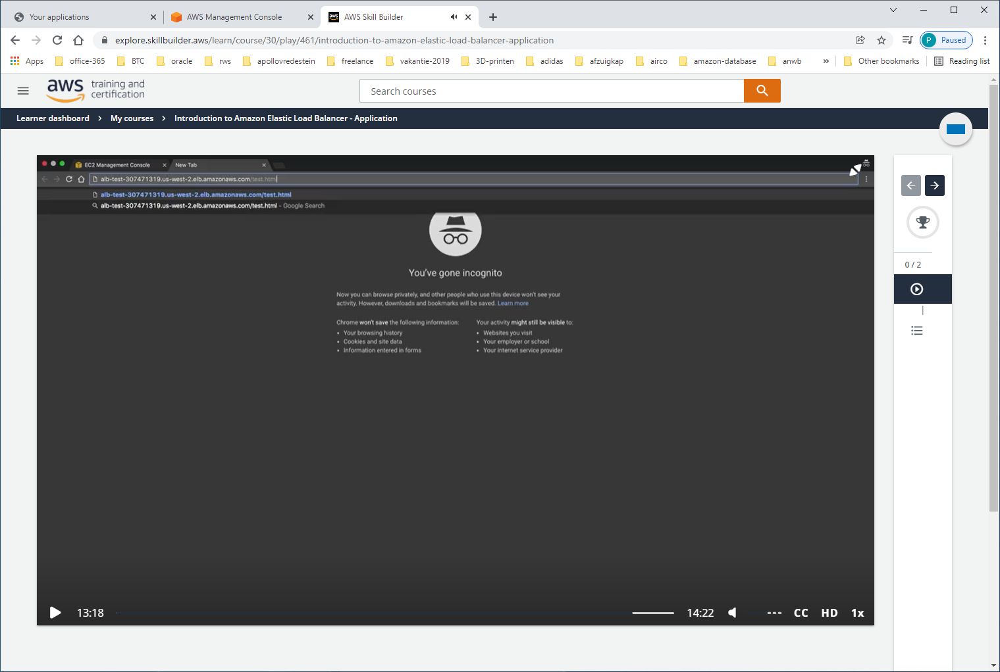 Your applications
AWS Management Console
aws AWS Skill Builder
explore.skillbuilder.aws/learn/course/30/play/461/introduction-to-amazon-elastic-load-balancer-application
P Paused
Apps office-365 BTC oracle rws apollovredestein freelance vakantie-2019 3D-printen adidas afzuigkap airco amazon-database anwb » Other bookmarks Reading list
aws training and
certification
Search courses
Learner dashboard > My courses > Introduction to Amazon Elastic Load Balancer - Application
EC2 Management Console New Tab
alb-test-307471319.us-west-2.elb.amazonaws.com/test.html
alb-test-307471319.us-west-2.elb.amazonaws.com/test.html
alb-test-307471319.us-west-2.elb.amazonaws.com/test.html - Google Search
You've gone incognito
Now you can browse privately, and other people who use this device won't see your
activity. However, downloads and bookmarks will be saved. Learn more
Chrome won't save the following information:
• Your browsing history
• Cookies and site data
• Information entered in forms
Your activity might still be visible to:
• Websites you visit
• Your employer or school
• Your internet service provider
0 / 2
13:18 14:22 CC HD 1x